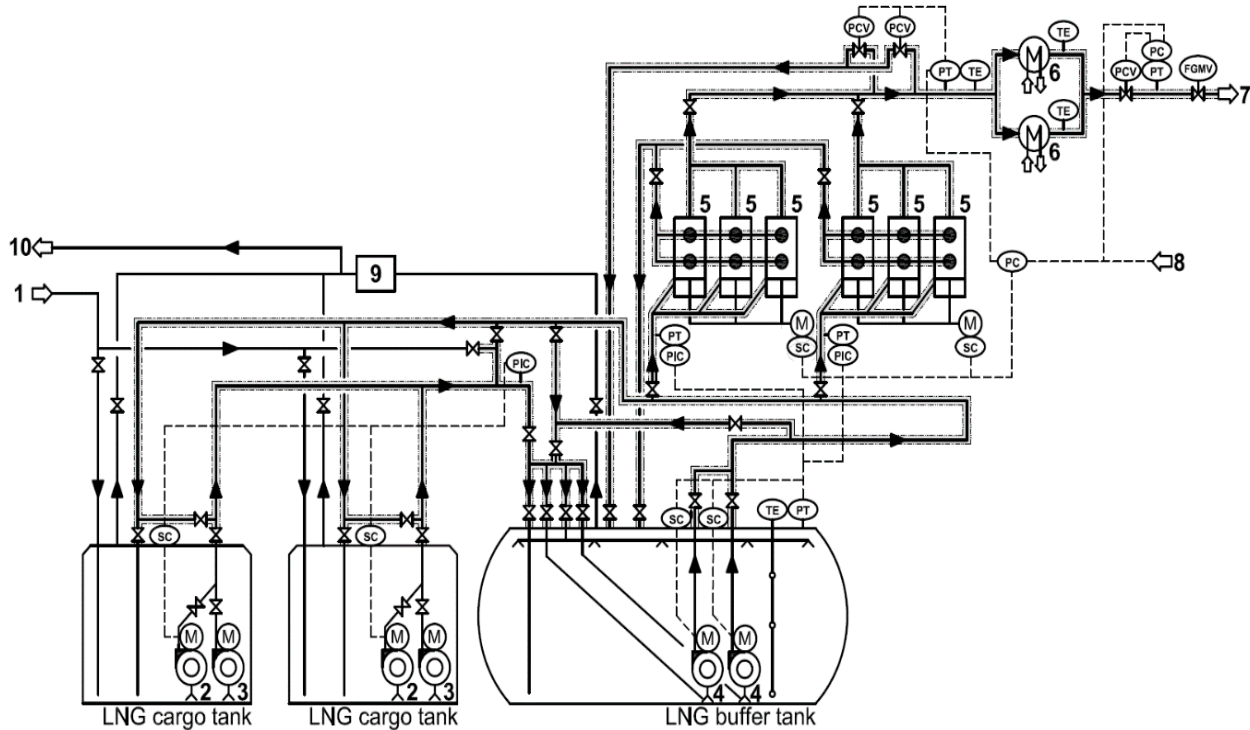 PCV PCV
TE
PC
PT TE M PCV PT FGMV
6 7
TE
M
6
5 5 5 5 5 5
10 9 PC 8
1
M M
PT SC PT SC
PIC PIC PIC
SC SC SC SC TE PT
M M M M M M
2 3 2 3 4 4
LNG cargo tank LNG cargo tank LNG buffer tank